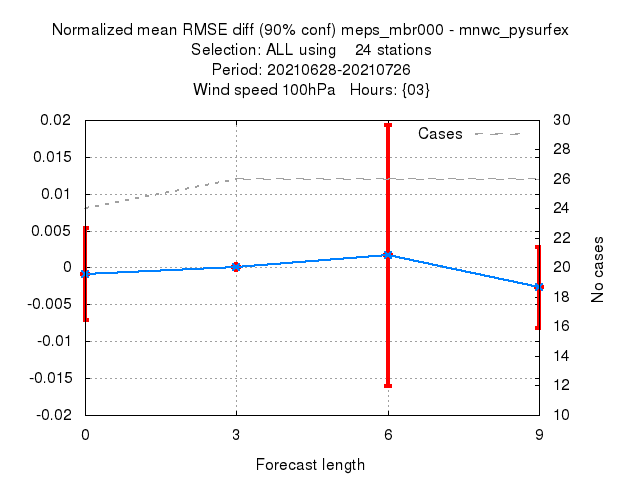 Normalized mean RMSE diff (90% conf) meps_mbr000 - mnwc_pysurfex
Selection: ALL using    24 stations
Period: 20210628-20210726
Wind speed 100hPa   Hours: {03}
Cases
0.02
0.015
0.01
0.005
0
-0.005
-0.01
-0.015
-0.02
30
28
26
24
22
20
18
16
14
12
10
No cases
0 3 6 9
Forecast length